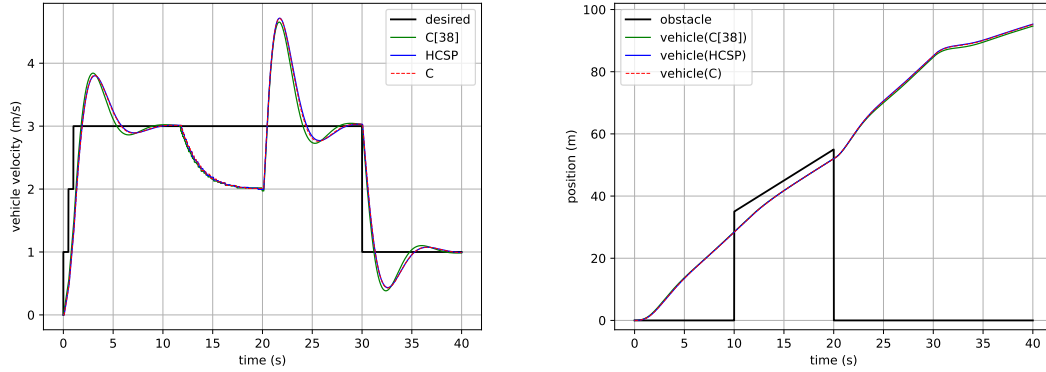 desired
C[38]
HCSP
C
4
3
2
1
0
vehicle velocity (m/s)
0 5 10 15 20 25 30 35 40
time (s)
obstacle
vehicle(C[38])
vehicle(HCSP)
vehicle(C)
100
80
60
40
20
0
position (m)
0 5 10 15 20 25 30 35 40
time (s)